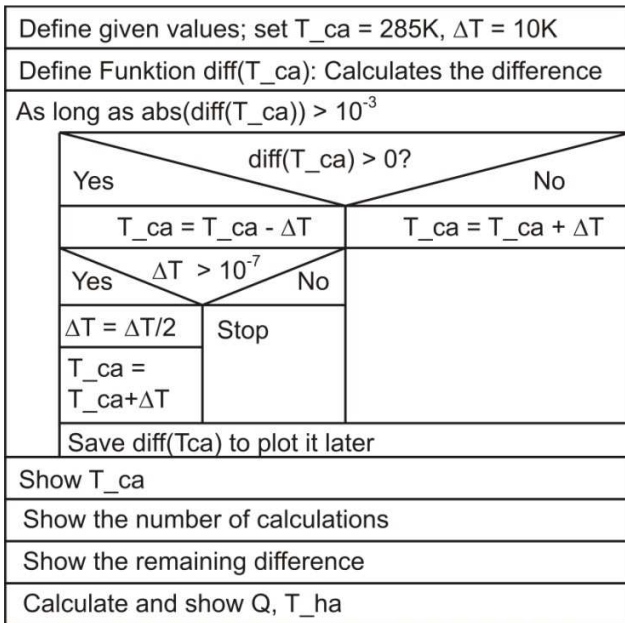 Define given values; set T_ca = 285K, ΔT = 10K
Define Funktion diff(T_ca): Calculates the difference
As long as abs(diff(T_ca)) > 10⁻³
diff(T_ca) > 0?
Yes
No
T_ca = T_ca - ΔT
T_ca = T_ca + ΔT
ΔT > 10⁻⁷
Yes
No
ΔT = ΔT/2
Stop
T_ca =
T_ca+ΔT
Save diff(Tca) to plot it later
Show T_ca
Show the number of calculations
Show the remaining difference
Calculate and show Q, T_ha